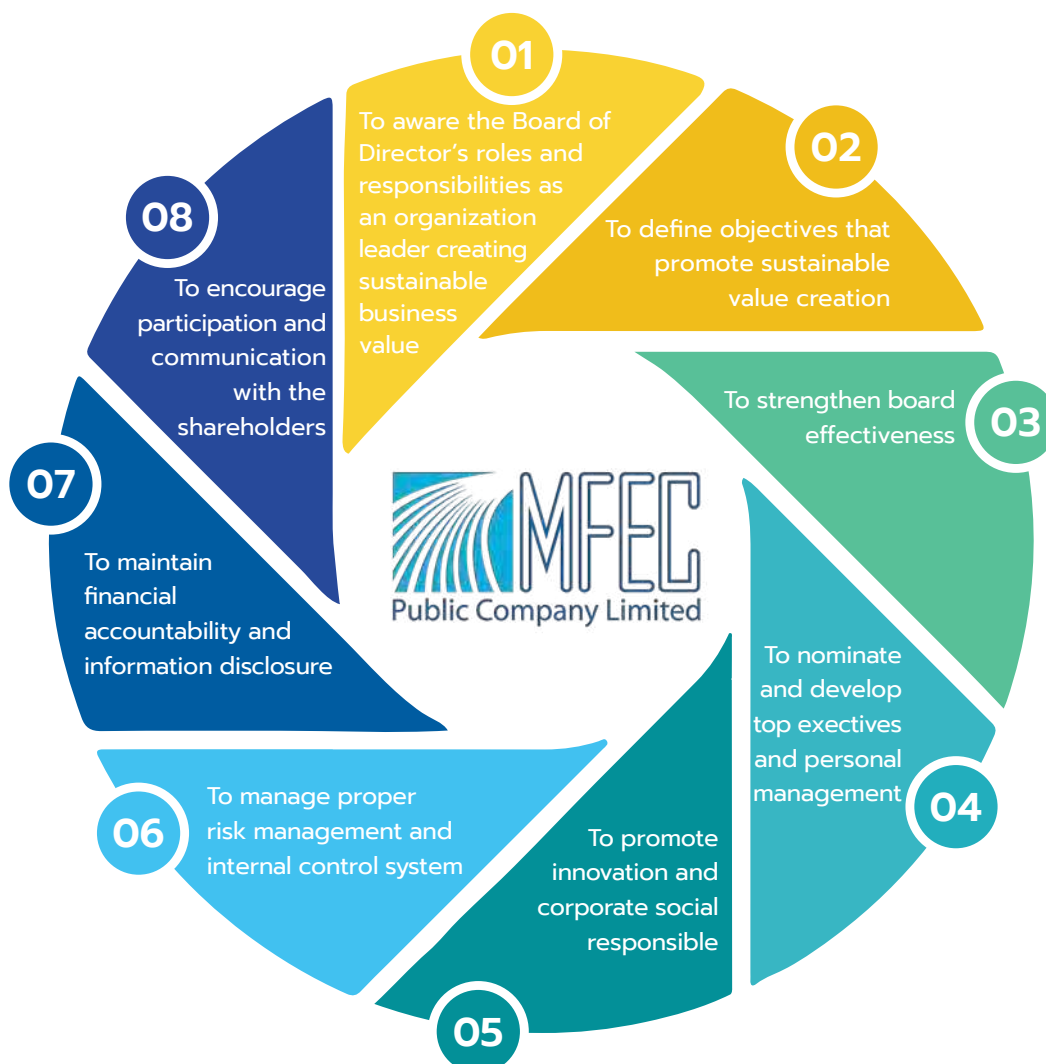 01
To aware the Board of
Director's roles and
responsibilities as
an organization
leader creating
sustainable
business
value
02
To define objectives that
promote sustainable
value creation
03
To strengthen board
effectiveness
04
To nominate
and develop
top exectives
and personal
management
05
To promote
innovation and
corporate social
responsible
06
To manage proper
risk management and
internal control system
07
To maintain
financial
accountability and
information disclosure
08
To encourage
participation and
communication
with the
shareholders
MFEC
Public Company Limited